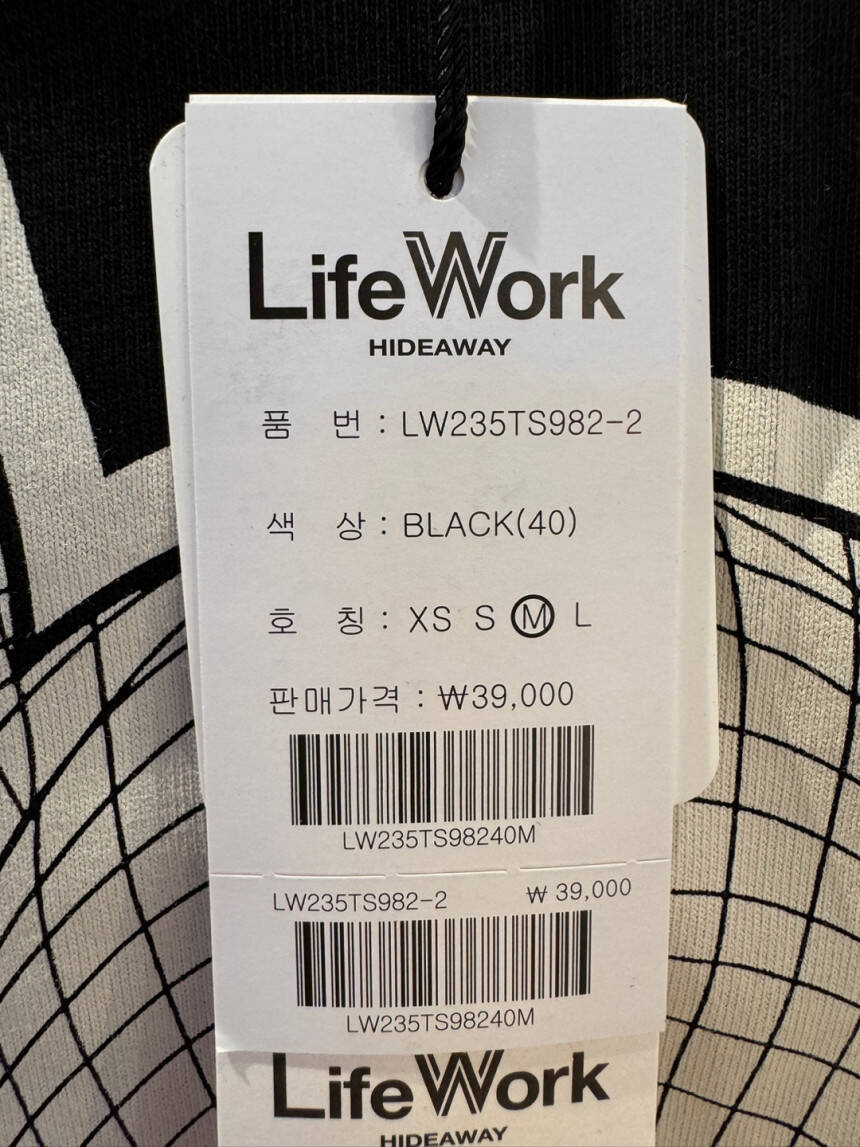 LifeWork
HIDEAWAY
품 번 : LW235TS982-2
색 상 : BLACK(40)
호 칭 : XS S M L
판매가격 : ₩39,000
LW235TS98240M
LW235TS982-2 ₩ 39,000
LW235TS98240M
LifeWork
HIDEAWAY